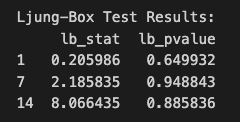 Ljung-Box Test Results:
lb_stat lb_pvalue
1 0.205986 0.649932
7 2.185835 0.948843
14 8.066435 0.885836